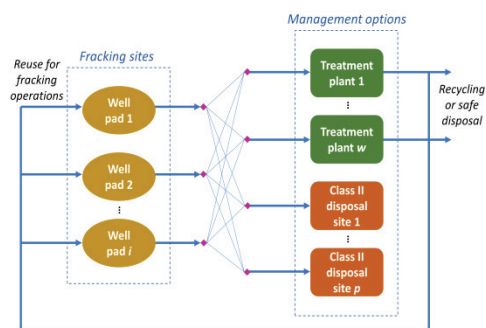 Management options
Reuse for
fracking
operations
Fracking sites
Well
pad 1
Well
pad 2
⋮
Well
pad i
Treatment
plant 1
⋮
Treatment
plant w
Class II
disposal
site 1
⋮
Class II
disposal
site p
Recycling
or safe
disposal